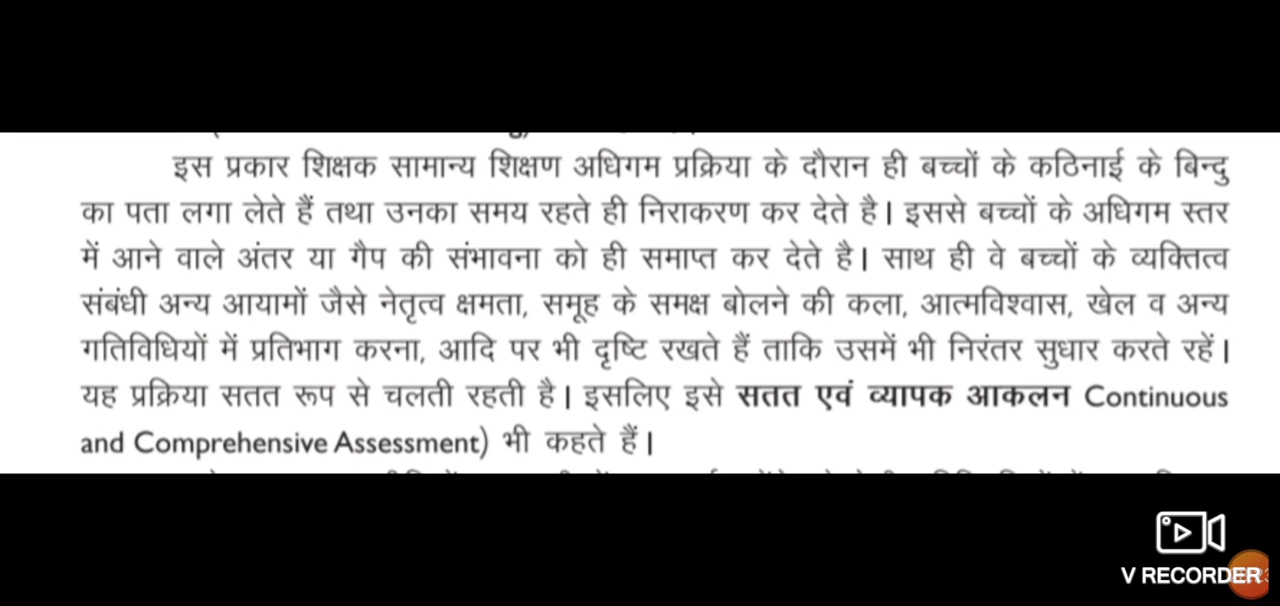 इस प्रकार शिक्षक सामान्य शिक्षण अधिगम प्रक्रिया के दौरान ही बच्चों के कठिनाई के बिन्दु
का पता लगा लेते हैं तथा उनका समय रहते ही निराकरण कर देते है। इससे बच्चों के अधिगम स्तर
में आने वाले अंतर या गैप की संभावना को ही समाप्त कर देते है। साथ ही वे बच्चों के व्यक्तित्व
संबंधी अन्य आयामों जैसे नेतृत्व क्षमता, समूह के समक्ष बोलने की कला, आत्मविश्वास, खेल व अन्य
गतिविधियों में प्रतिभाग करना, आदि पर भी दृष्टि रखते हैं ताकि उसमें भी निरंतर सुधार करते रहें।
यह प्रक्रिया सतत रूप से चलती रहती है। इसलिए इसे सतत एवं व्यापक आकलन Continuous
and Comprehensive Assessment) भी कहते हैं।
V RECORDER